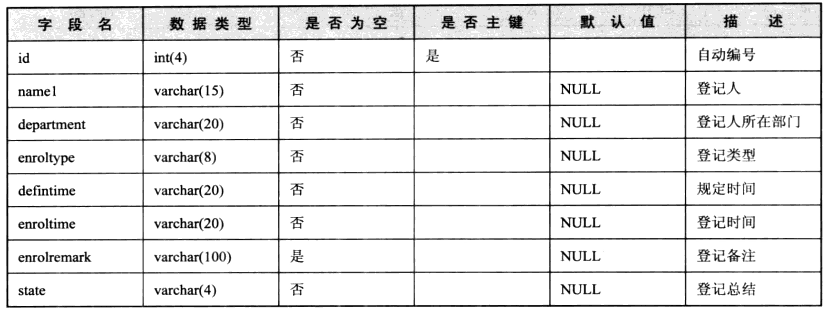 字段名 数据类型 是否为空 是否主键 默认值 描述
id int(4) 否 是 自动编号
name1 varchar(15) 否 NULL 登记人
department varchar(20) 否 NULL 登记人所在部门
enroltype varchar(8) 否 NULL 登记类型
defintime varchar(20) 否 NULL 规定时间
enroltime varchar(20) 否 NULL 登记时间
enrolremark varchar(100) 是 NULL 登记备注
state varchar(4) 否 NULL 登记总结